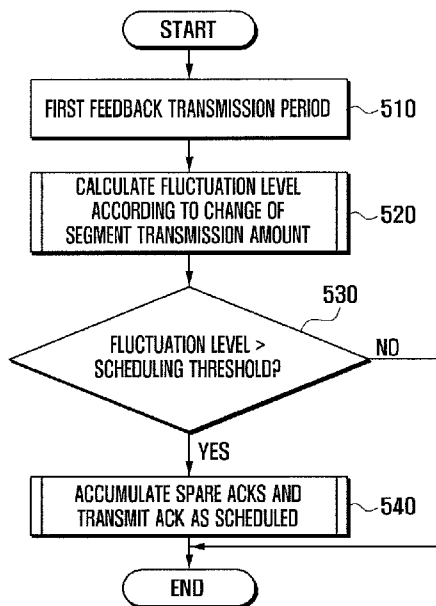 START
FIRST FEEDBACK TRANSMISSION PERIOD
510
CALCULATE FLUCTUATION LEVEL
ACCORDING TO CHANGE OF
SEGMENT TRANSMISSION AMOUNT
520
530
FLUCTUATION LEVEL >
SCHEDULING THRESHOLD?
NO
YES
ACCUMULATE SPARE ACKS AND
TRANSMIT ACK AS SCHEDULED
540
END